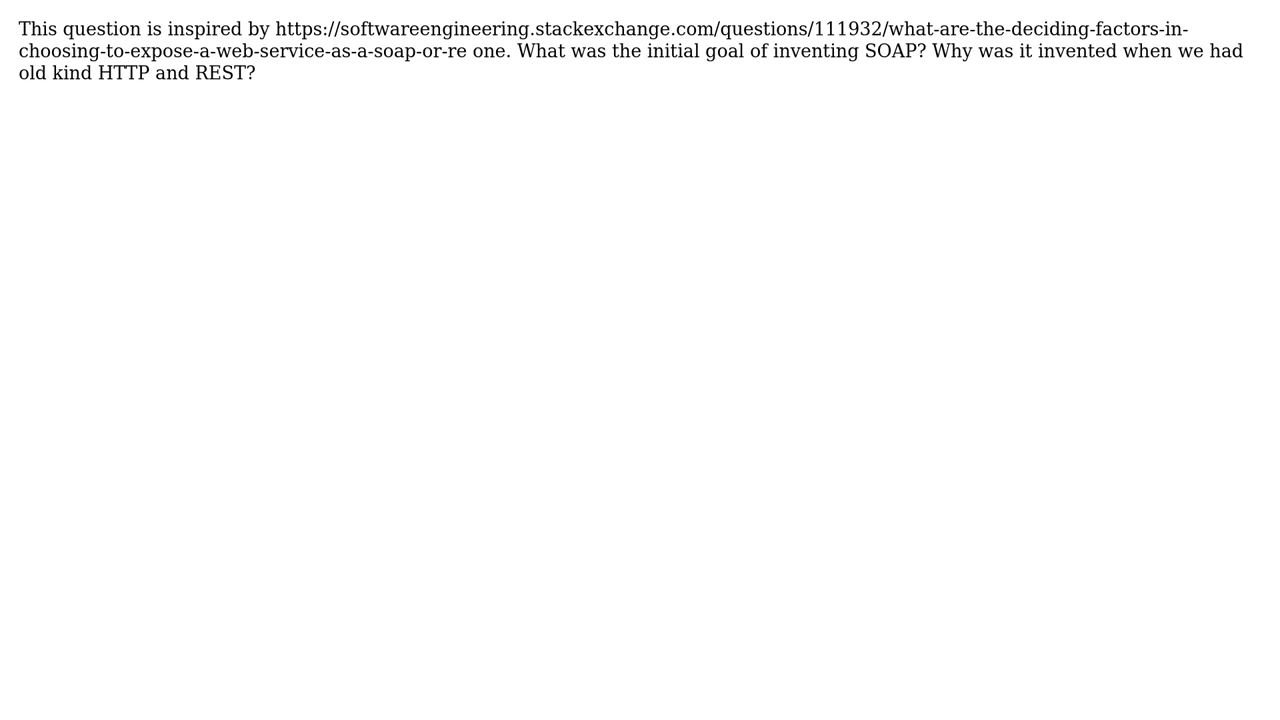 This question is inspired by https://softwareengineering.stackexchange.com/questions/111932/what-are-the-deciding-factors-in-
choosing-to-expose-a-web-service-as-a-soap-or-re one. What was the initial goal of inventing SOAP? Why was it invented when we had
old kind HTTP and REST?